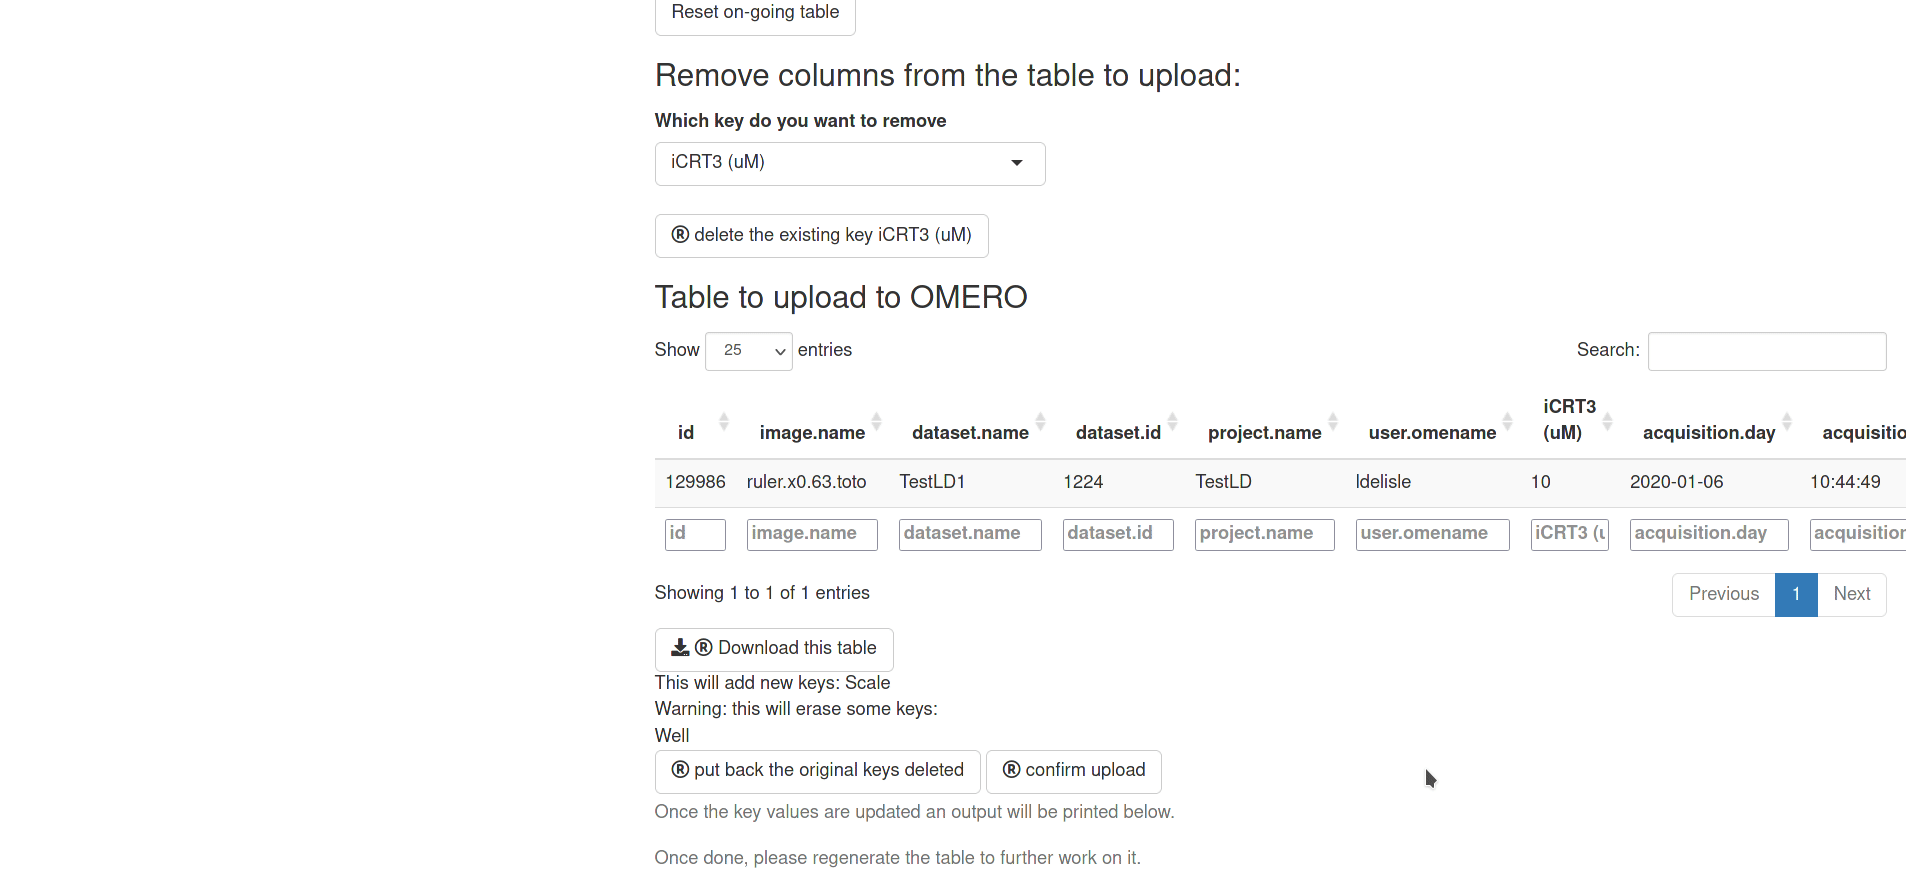 Reset on-going table
Remove columns from the table to upload:
Which key do you want to remove
iCRT3 (uM)
® delete the existing key iCRT3 (uM)
Table to upload to OMERO
Show 25 entries Search:
id image.name dataset.name dataset.id project.name user.omename iCRT3 (uM) acquisition.day acquisitio
129986 ruler.x0.63.toto TestLD1 1224 TestLD ldelisle 10 2020-01-06 10:44:49
id image.name dataset.name dataset.id project.name user.omename iCRT3 (u acquisition.day acquisition
Showing 1 to 1 of 1 entries Previous 1 Next
® Download this table
This will add new keys: Scale
Warning: this will erase some keys:
Well
® put back the original keys deleted ® confirm upload
Once the key values are updated an output will be printed below.
Once done, please regenerate the table to further work on it.